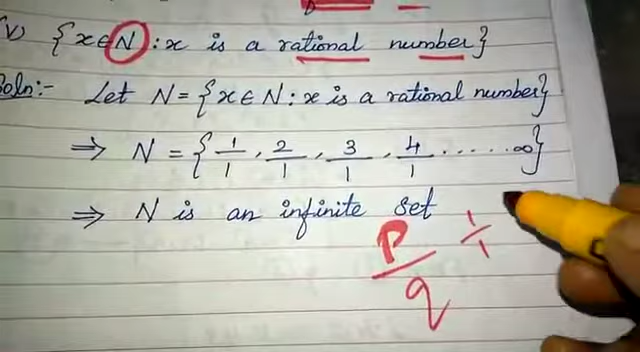 (v) {x∈N : x is a rational number}
Soln:- Let N = {x∈N : x is a rational number}
⇒ N = {1/1, 2/1, 3/1, 4/1 ...... ∞}
⇒ N is an infinite set
P/q 1/1